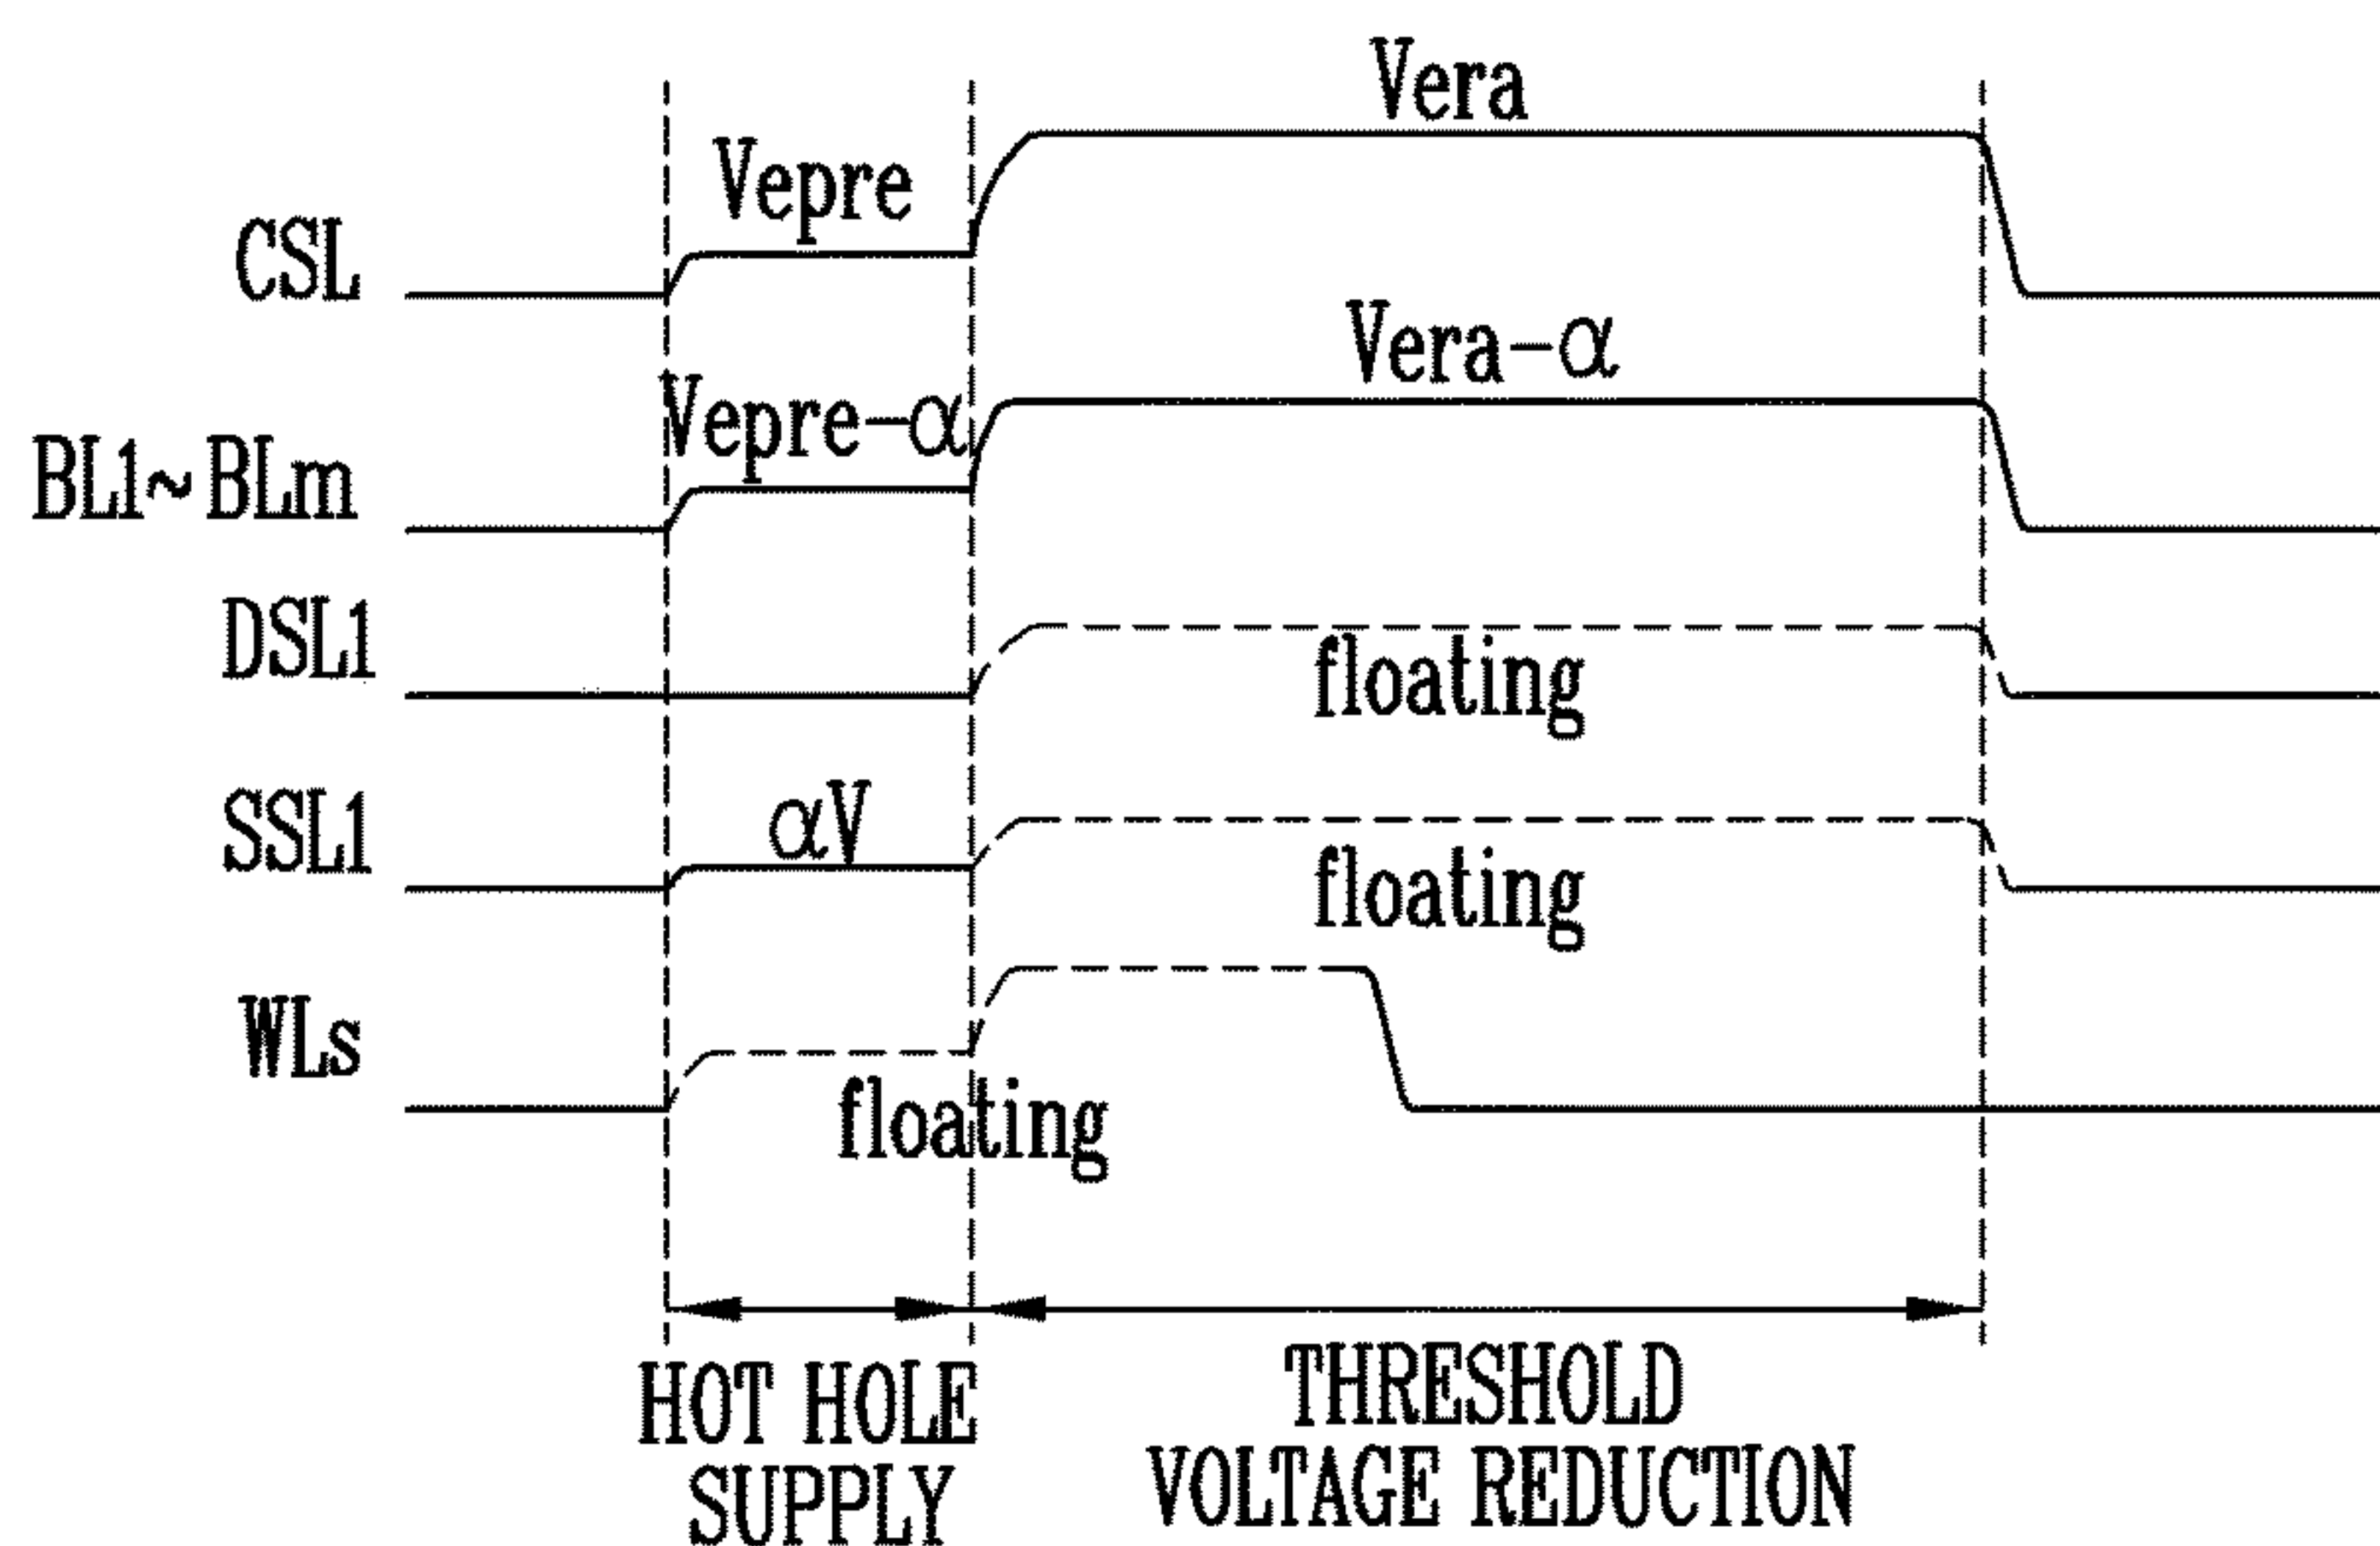 Vera
Vepre
CSL
Vera-α
Vepre-α
BL1~BLm
DSL1
floating
SSL1
αV
floating
WLs
floating
HOT HOLE
SUPPLY
THRESHOLD
VOLTAGE REDUCTION